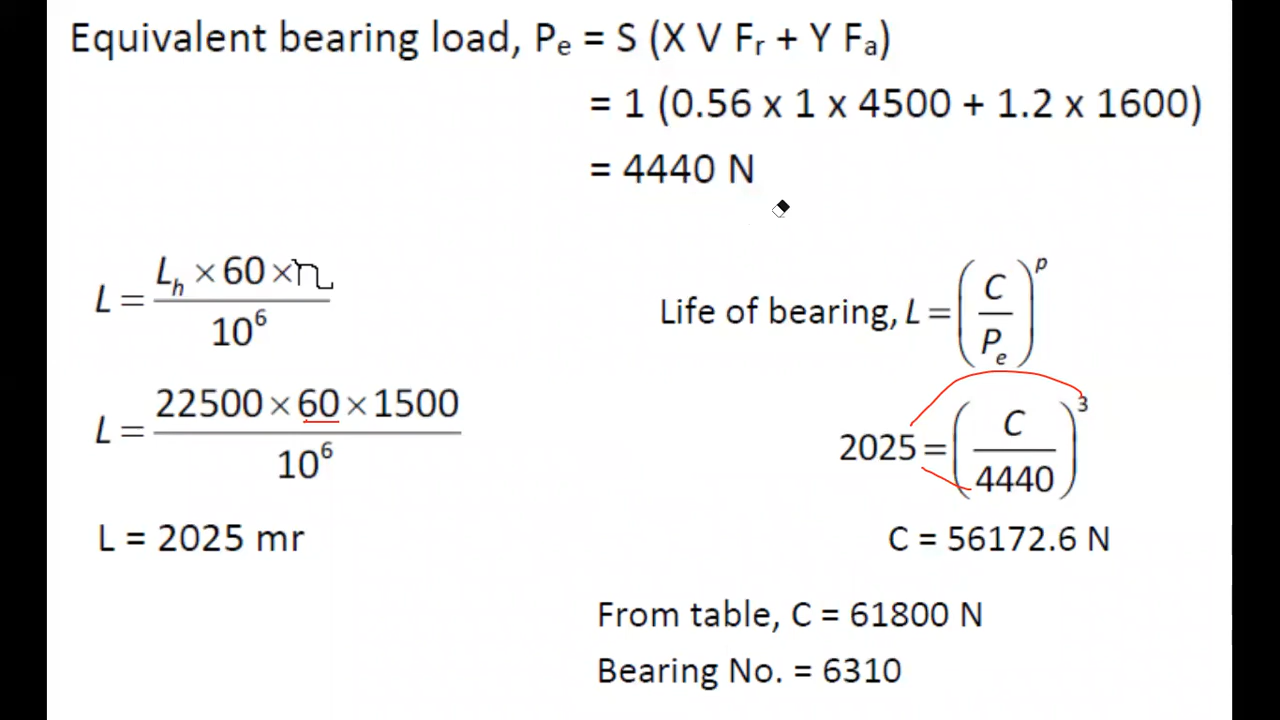 Equivalent bearing load, Pₑ = S (X V Fᵣ + Y Fₐ)
= 1 (0.56 x 1 x 4500 + 1.2 x 1600)
= 4440 N
L = (Lₕ × 60 × n) / 10⁶
L = (22500 × 60 × 1500) / 10⁶
L = 2025 mr
Life of bearing, L = (C / Pₑ)ᵖ
2025 = (C / 4440)³
C = 56172.6 N
From table, C = 61800 N
Bearing No. = 6310